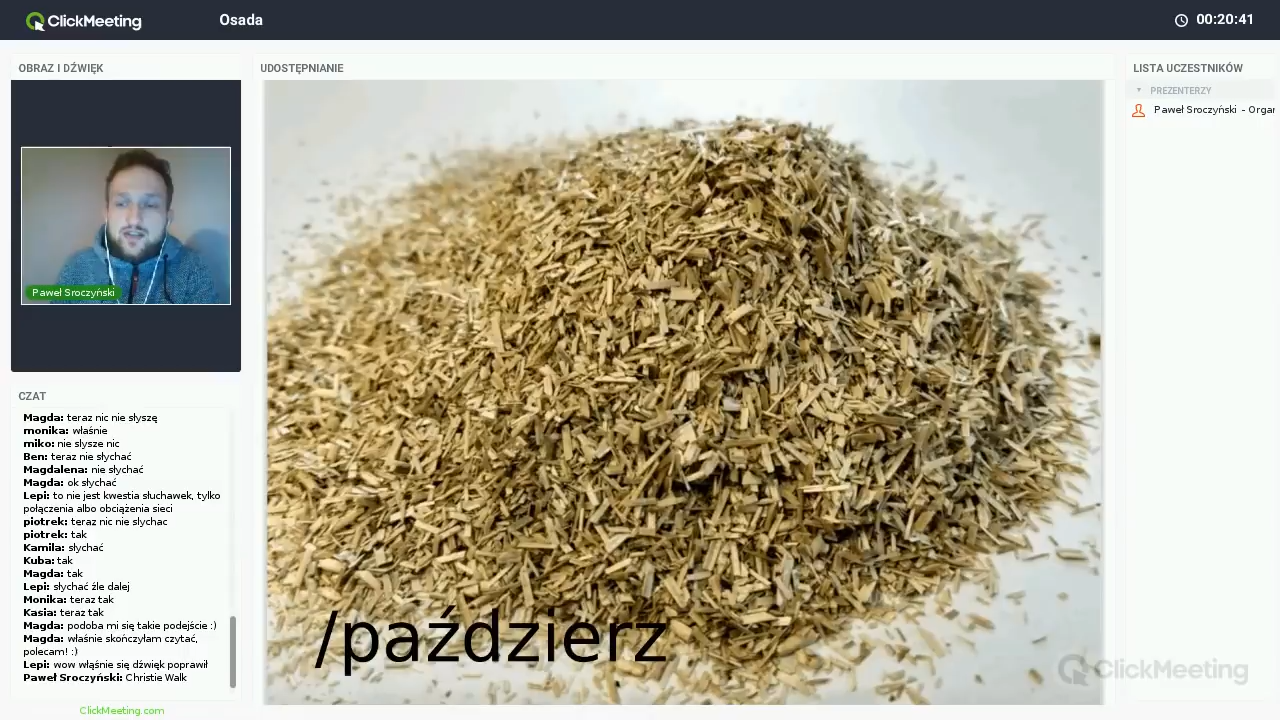 ClickMeeting
Osada
00:20:41
OBRAZ I DŹWIĘK
UDOSTĘPNIANIE
LISTA UCZESTNIKÓW
PREZENTERZY
Paweł Sroczyński - Organ
Paweł Sroczyński
CZAT
Magda: teraz nic nie słyszę
monika: własnie
miko: nie slysze nic
Ben: teraz nie słychać
Magdalena: nie słychać
Magda: ok słychać
Lepi: to nie jest kwestia słuchawek, tylko
połączenia albo obciążenia sieci
piotrek: teraz nic nie slychac
piotrek: tak
Kamila: słychać
Kuba: tak
Magda: tak
Lepi: słychać źle dalej
Monika: teraz tak
Kasia: teraz tak
Magda: podoba mi się takie podejście :)
Magda: właśnie skończyłam czytać,
polecam! :)
Lepi: wow włąśnie się dźwięk poprawił
Paweł Sroczyński: Christie Walk
/paździerz
ClickMeeting
ClickMeeting.com